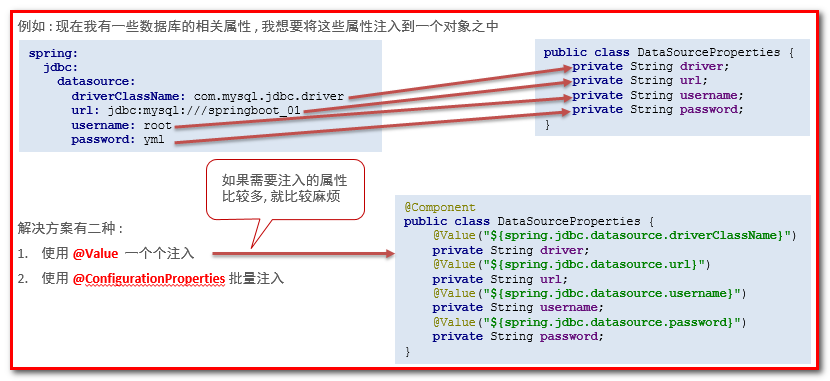 例如 : 现在我有一些数据库的相关属性 , 我想要将这些属性注入到一个对象之中
spring:
jdbc:
datasource:
driverClassName: com.mysql.jdbc.driver
url: jdbc:mysql:///springboot_01
username: root
password: yml
public class DataSourceProperties {
private String driver;
private String url;
private String username;
private String password;
}
如果需要注入的属性
比较多, 就比较麻烦
解决方案有二种 :
1. 使用 @Value 一个个注入
2. 使用 @ConfigurationProperties 批量注入
@Component
public class DataSourceProperties {
@Value("${spring.jdbc.datasource.driverClassName}")
private String driver;
@Value("${spring.jdbc.datasource.url}")
private String url;
@Value("${spring.jdbc.datasource.username}")
private String username;
@Value("${spring.jdbc.datasource.password}")
private String password;
}